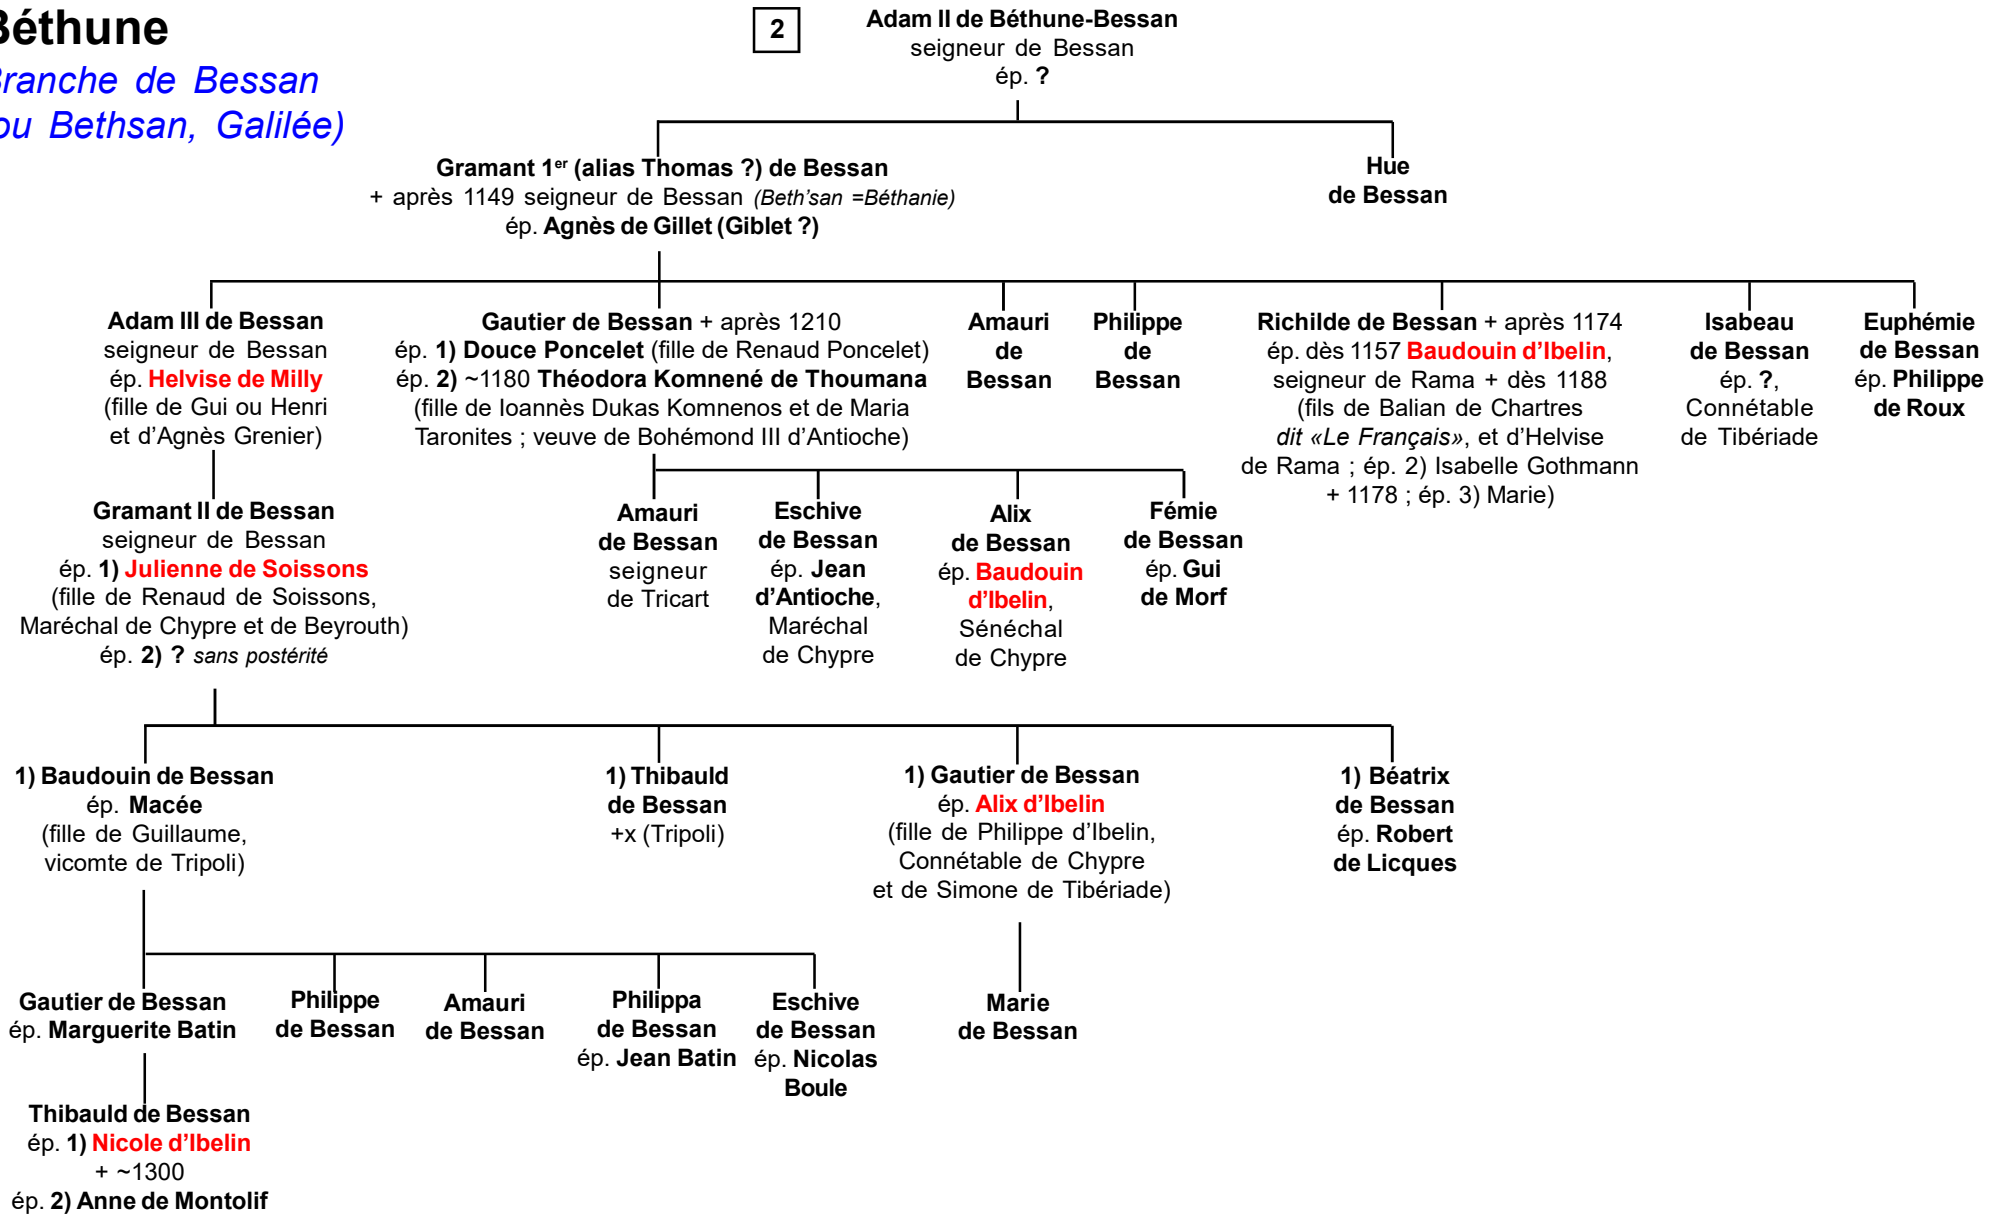 Béthune
Branche de Bessan
ou Bethsan, Galilée)
2
Adam II de Béthune-Bessan
seigneur de Bessan
ép. ?
Gramant 1er (alias Thomas ?) de Bessan
+ après 1149 seigneur de Bessan (Beth'san =Béthanie)
ép. Agnès de Gillet (Giblet ?)
Hue
de Bessan
Adam III de Bessan
seigneur de Bessan
ép. Helvise de Milly
(fille de Gui ou Henri
et d’Agnès Grenier)
Gautier de Bessan + après 1210
ép. 1) Douce Poncelet (fille de Renaud Poncelet)
ép. 2) ~1180 Théodora Komnené de Thoumana
(fille de Ioannès Dukas Komnenos et de Maria
Taronites ; veuve de Bohémond III d’Antioche)
Amauri
de
Bessan
Philippe
de
Bessan
Richilde de Bessan + après 1174
ép. dès 1157 Baudouin d’Ibelin,
seigneur de Rama + dès 1188
(fils de Balian de Chartres
dit «Le Français», et d’Helvise
de Rama ; ép. 2) Isabelle Gothmann
+ 1178 ; ép. 3) Marie)
Isabeau
de Bessan
ép. ?,
Connétable
de Tibériade
Euphémie
de Bessan
ép. Philippe
de Roux
Gramant II de Bessan
seigneur de Bessan
ép. 1) Julienne de Soissons
(fille de Renaud de Soissons,
Maréchal de Chypre et de Beyrouth)
ép. 2) ? sans postérité
Amauri
de Bessan
seigneur
de Tricart
Eschive
de Bessan
ép. Jean
d’Antioche,
Maréchal
de Chypre
Alix
de Bessan
ép. Baudouin
d’Ibelin,
Sénéchal
de Chypre
Fémie
de Bessan
ép. Gui
de Morf
1) Baudouin de Bessan
ép. Macée
(fille de Guillaume,
vicomte de Tripoli)
1) Thibauld
de Bessan
+x (Tripoli)
1) Gautier de Bessan
ép. Alix d’Ibelin
(fille de Philippe d’Ibelin,
Connétable de Chypre
et de Simone de Tibériade)
1) Béatrix
de Bessan
ép. Robert
de Licques
Gautier de Bessan
ép. Marguerite Batin
Philippe
de Bessan
Amauri
de Bessan
Philippa
de Bessan
ép. Jean Batin
Eschive
de Bessan
ép. Nicolas
Boule
Marie
de Bessan
Thibauld de Bessan
ép. 1) Nicole d’Ibelin
+ ~1300
ép. 2) Anne de Montolif